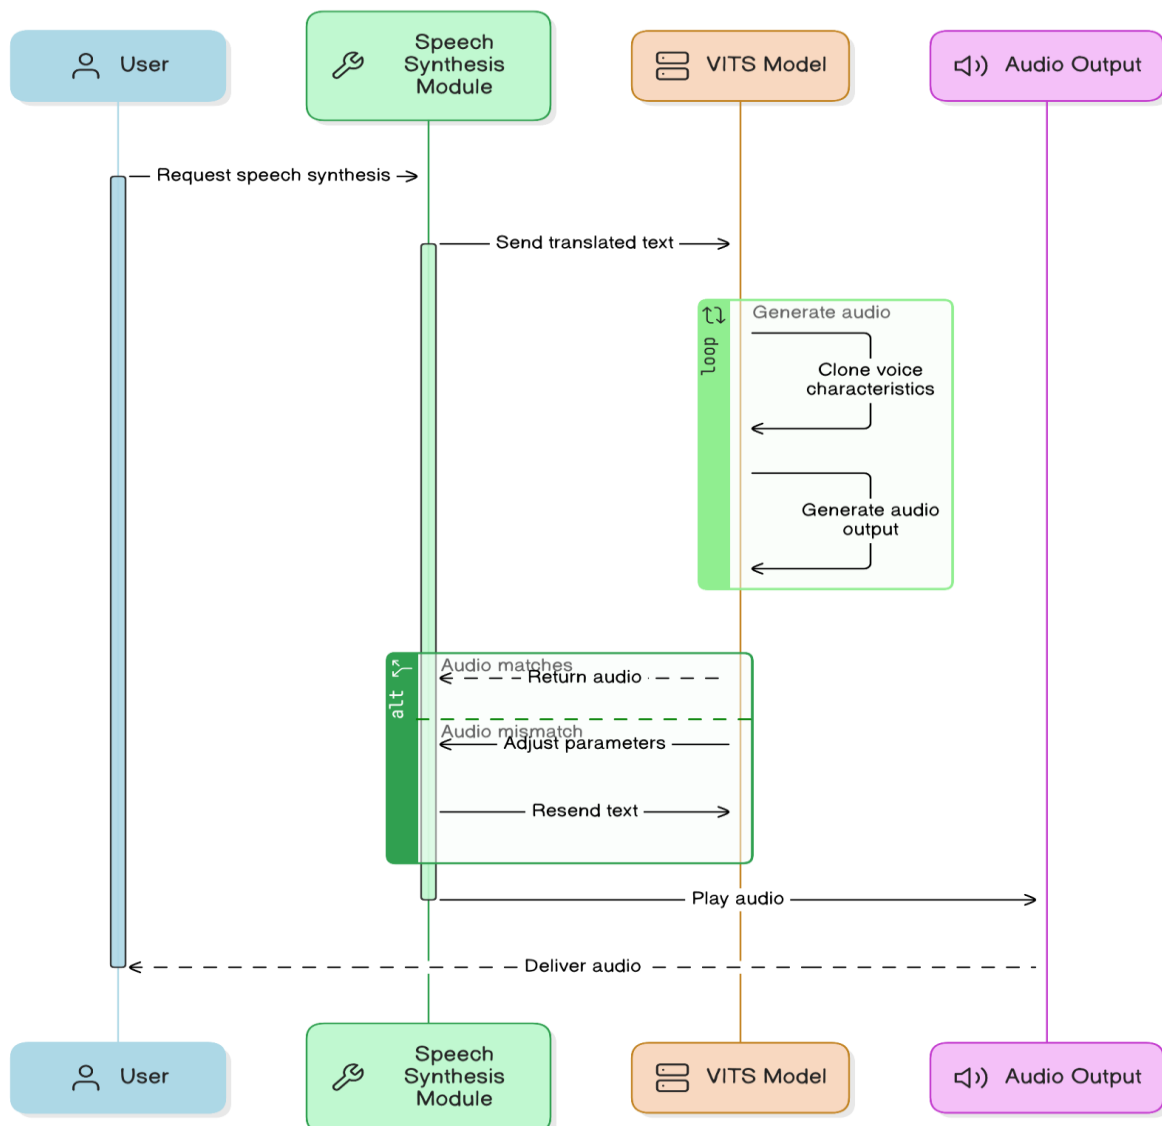 User
Speech
Synthesis
Module
VITS Model
Audio Output
Request speech synthesis
Send translated text
loop
Generate audio
Clone voice
characteristics
Generate audio
output
alt
Audio matches
Return audio
Audio mismatch
Adjust parameters
Resend text
Play audio
Deliver audio
User
Speech
Synthesis
Module
VITS Model
Audio Output